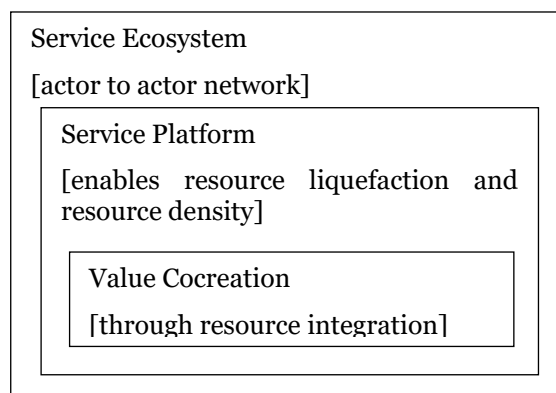 Service Ecosystem
[actor to actor network]
Service Platform
[enables resource liquefaction and
resource density]
Value Cocreation
[through resource integration]